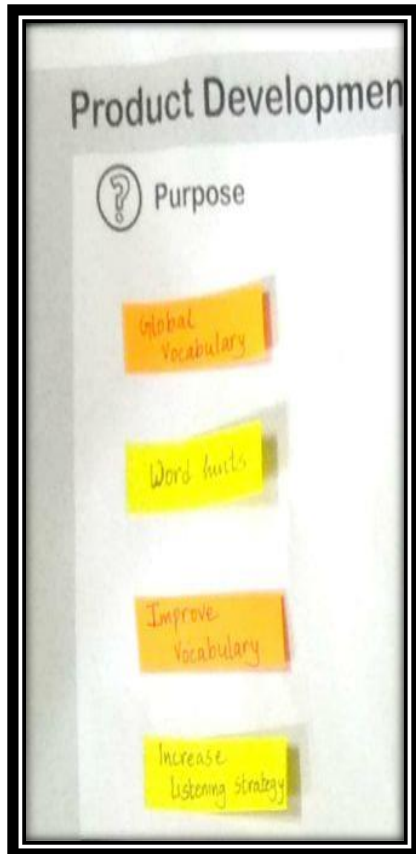 Product Developmen
Purpose
Global
Vocabulary
Word hunts
Improve
Vocabulary
Increase
Listening strategy